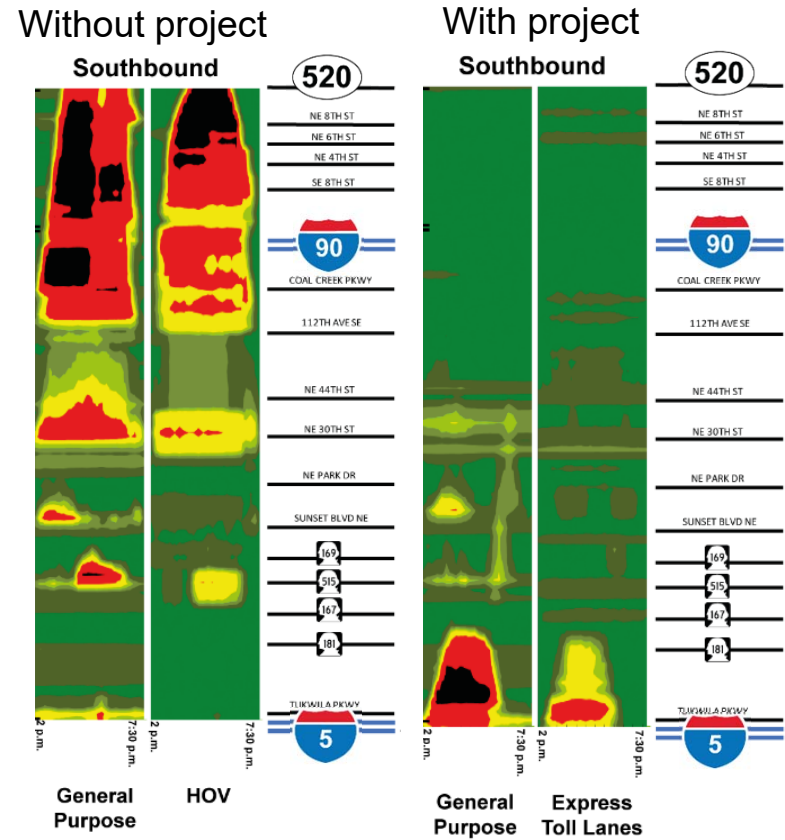 Without project
Southbound
520
NE 8TH ST
NE 6TH ST
NE 4TH ST
SE 8TH ST
90
COAL CREEK PKWY
112TH AVE SE
NE 44TH ST
NE 30TH ST
NE PARK DR
SUNSET BLVD NE
169
515
167
181
TUKWILA PKWY
5
2 p.m.
7:30 p.m.
2 p.m.
7:30 p.m.
General
Purpose
HOV
With project
Southbound
520
NE 8TH ST
NE 6TH ST
NE 4TH ST
SE 8TH ST
90
COAL CREEK PKWY
112TH AVE SE
NE 44TH ST
NE 30TH ST
NE PARK DR
SUNSET BLVD NE
169
515
167
181
TUKWILA PKWY
5
2 p.m.
7:30 p.m.
2 p.m.
7:30 p.m.
General
Purpose
Express
Toll Lanes